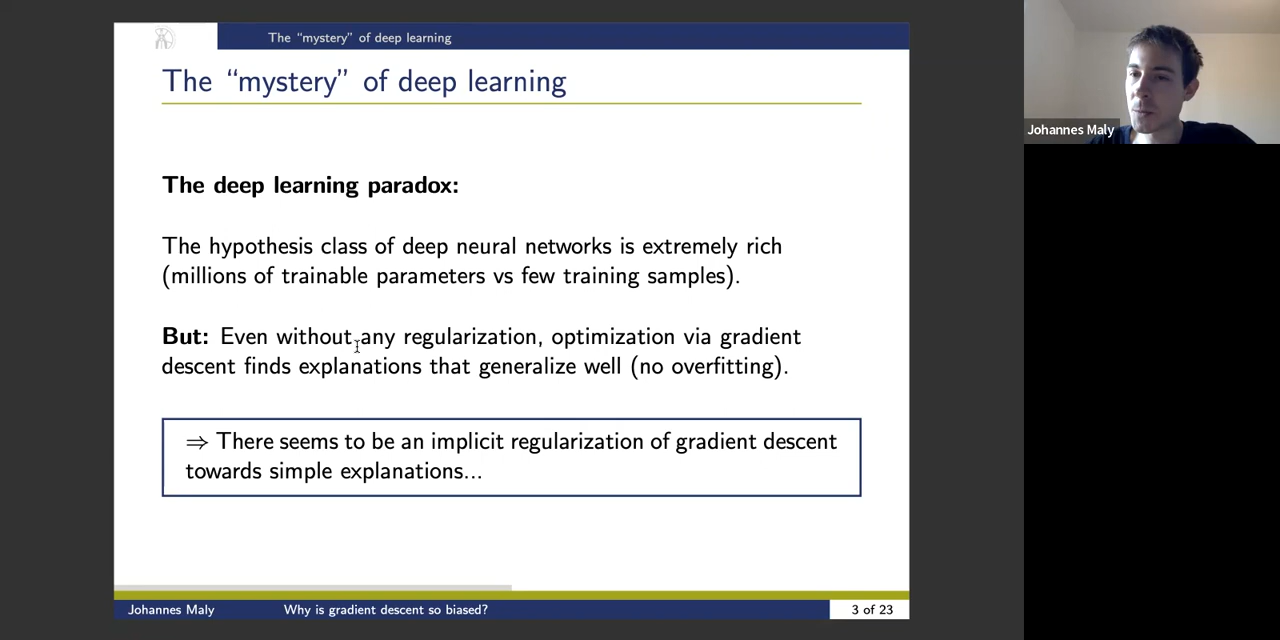 The “mystery” of deep learning
The “mystery” of deep learning
The deep learning paradox:
The hypothesis class of deep neural networks is extremely rich
(millions of trainable parameters vs few training samples).
But: Even without any regularization, optimization via gradient
descent finds explanations that generalize well (no overfitting).
⇒ There seems to be an implicit regularization of gradient descent
towards simple explanations...
Johannes Maly Why is gradient descent so biased? 3 of 23
Johannes Maly